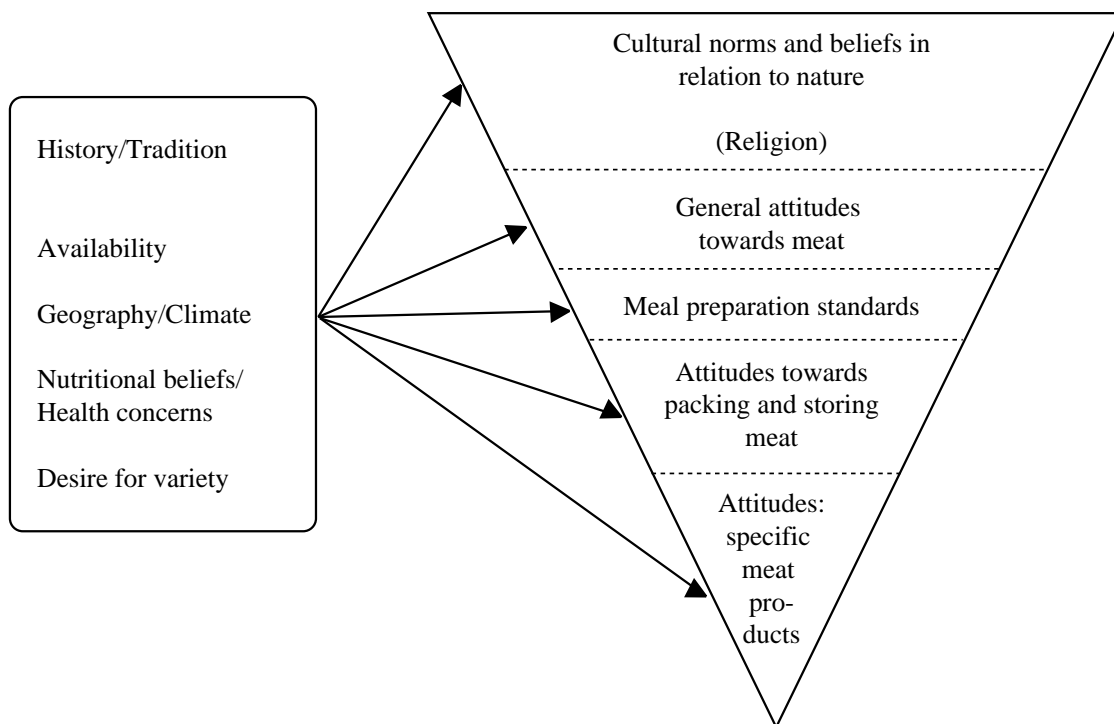 History/Tradition
Availability
Geography/Climate
Nutritional beliefs/
Health concerns
Desire for variety
Cultural norms and beliefs in
relation to nature
(Religion)
General attitudes
towards meat
Meal preparation standards
Attitudes towards
packing and storing
meat
Attitudes:
specific
meat
pro-
ducts